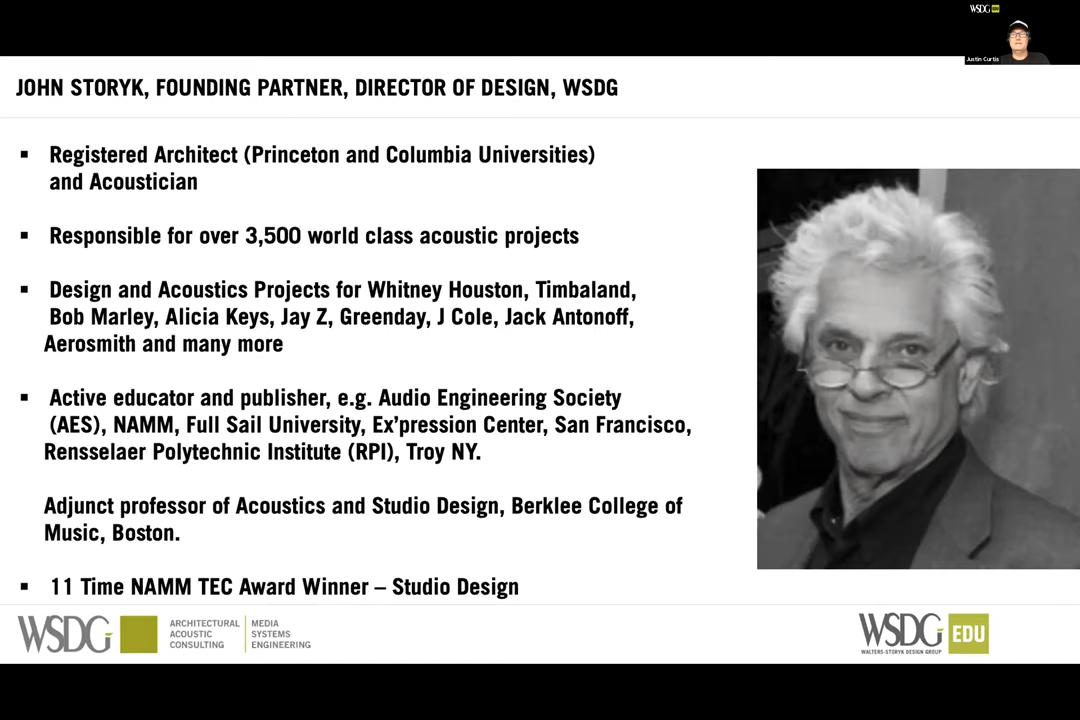 WSDG EDU
Justin Curtis
JOHN STORYK, FOUNDING PARTNER, DIRECTOR OF DESIGN, WSDG
▪ Registered Architect (Princeton and Columbia Universities)
and Acoustician
▪ Responsible for over 3,500 world class acoustic projects
▪ Design and Acoustics Projects for Whitney Houston, Timbaland,
Bob Marley, Alicia Keys, Jay Z, Greenday, J Cole, Jack Antonoff,
Aerosmith and many more
▪ Active educator and publisher, e.g. Audio Engineering Society
(AES), NAMM, Full Sail University, Ex’pression Center, San Francisco,
Rensselaer Polytechnic Institute (RPI), Troy NY.
Adjunct professor of Acoustics and Studio Design, Berklee College of
Music, Boston.
▪ 11 Time NAMM TEC Award Winner – Studio Design
WSDG
ARCHITECTURAL
ACOUSTIC
CONSULTING
MEDIA
SYSTEMS
ENGINEERING
WSDG EDU
WALTERS-STORYK DESIGN GROUP